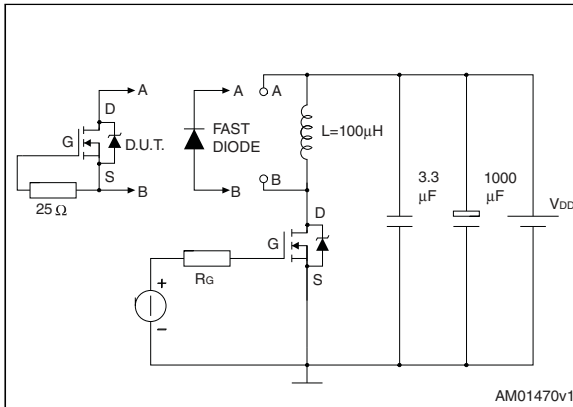 A
A
A
D
FAST
DIODE
L=100µH
G
D.U.T.
S
B
B
B
3.3
µF
1000
µF
25 Ω
D
VDD
G
RG
S
+
–
AM01470v1